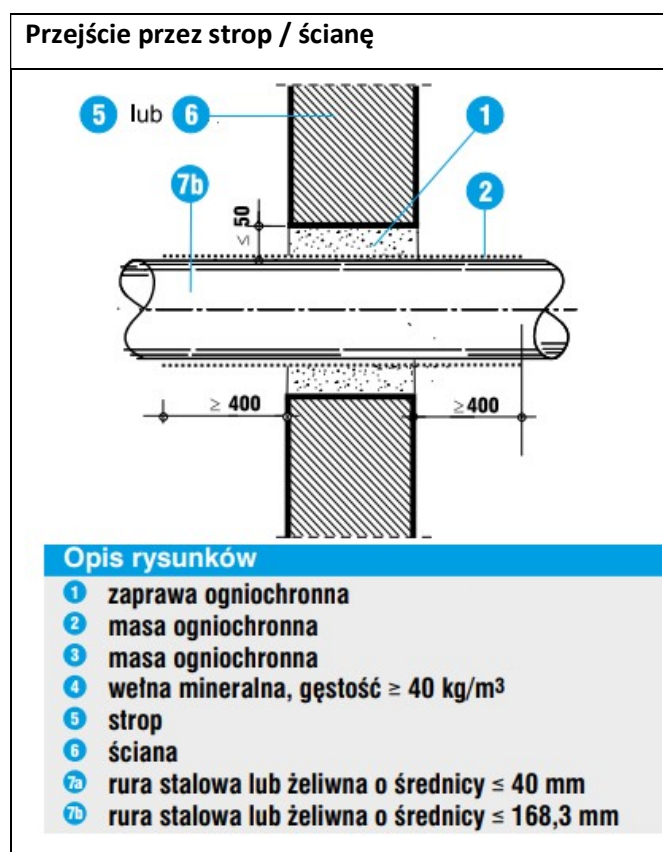 Przejście przez strop / ścianę
5 lub 6
1
7b
2
≤ 50
≥ 400
≥400
Opis rysunków
1 zaprawa ogniochronna
2 masa ogniochronna
3 masa ogniochronna
4 wełna mineralna, gęstość ≥ 40 kg/m³
5 strop
6 ściana
7a rura stalowa lub żeliwna o średnicy ≤ 40 mm
7b rura stalowa lub żeliwna o średnicy ≤ 168,3 mm